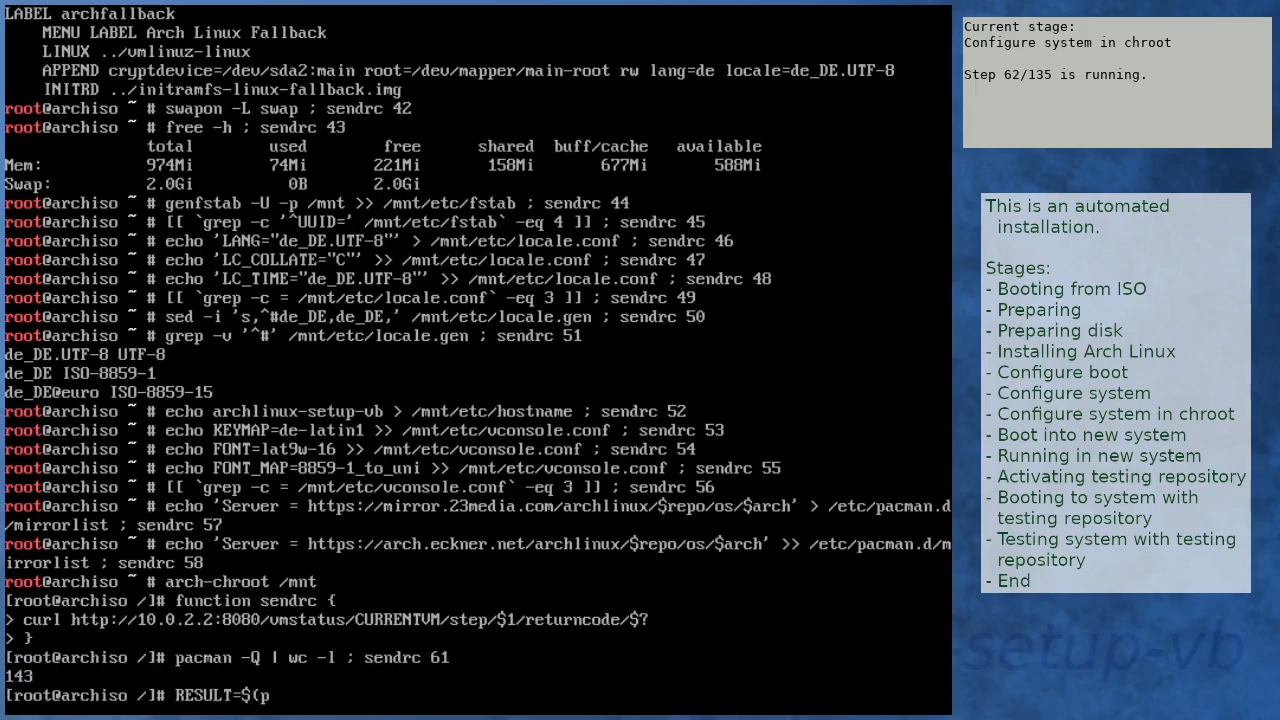 LABEL archfallback
    MENU LABEL Arch Linux Fallback
    LINUX ../vmlinuz-linux
    APPEND cryptdevice=/dev/sda2:main root=/dev/mapper/main-root rw lang=de locale=de_DE.UTF-8
    INITRD ../initramfs-linux-fallback.img
root@archiso ~ # swapon -L swap ; sendrc 42
root@archiso ~ # free -h ; sendrc 43
               total        used        free      shared  buff/cache   available
Mem:           974Mi        74Mi       221Mi       158Mi       677Mi       588Mi
Swap:          2.0Gi          0B       2.0Gi
root@archiso ~ # genfstab -U -p /mnt >> /mnt/etc/fstab ; sendrc 44
root@archiso ~ # [[ `grep -c '^UUID=' /mnt/etc/fstab` -eq 4 ]] ; sendrc 45
root@archiso ~ # echo 'LANG="de_DE.UTF-8"' > /mnt/etc/locale.conf ; sendrc 46
root@archiso ~ # echo 'LC_COLLATE="C"' >> /mnt/etc/locale.conf ; sendrc 47
root@archiso ~ # echo 'LC_TIME="de_DE.UTF-8"' >> /mnt/etc/locale.conf ; sendrc 48
root@archiso ~ # [[ `grep -c = /mnt/etc/locale.conf` -eq 3 ]] ; sendrc 49
root@archiso ~ # sed -i 's,^#de_DE,de_DE,' /mnt/etc/locale.gen ; sendrc 50
root@archiso ~ # grep -v '^#' /mnt/etc/locale.gen ; sendrc 51
de_DE.UTF-8 UTF-8
de_DE ISO-8859-1
de_DE@euro ISO-8859-15
root@archiso ~ # echo archlinux-setup-vb > /mnt/etc/hostname ; sendrc 52
root@archiso ~ # echo KEYMAP=de-latin1 >> /mnt/etc/vconsole.conf ; sendrc 53
root@archiso ~ # echo FONT=lat9w-16 >> /mnt/etc/vconsole.conf ; sendrc 54
root@archiso ~ # echo FONT_MAP=8859-1_to_uni >> /mnt/etc/vconsole.conf ; sendrc 55
root@archiso ~ # [[ `grep -c = /mnt/etc/vconsole.conf` -eq 3 ]] ; sendrc 56
root@archiso ~ # echo 'Server = https://mirror.23media.com/archlinux/$repo/os/$arch' > /etc/pacman.d
/mirrorlist ; sendrc 57
root@archiso ~ # echo 'Server = https://arch.eckner.net/archlinux/$repo/os/$arch' >> /etc/pacman.d/m
irrorlist ; sendrc 58
root@archiso ~ # arch-chroot /mnt
[root@archiso /]# function sendrc {
> curl http://10.0.2.2:8080/vmstatus/CURRENTVM/step/$1/returncode/$?
> }
[root@archiso /]# pacman -Q | wc -l ; sendrc 61
143
[root@archiso /]# RESULT=$(p
Current stage:
Configure system in chroot
Step 62/135 is running.
This is an automated
installation.
Stages:
- Booting from ISO
- Preparing
- Preparing disk
- Installing Arch Linux
- Configure boot
- Configure system
- Configure system in chroot
- Boot into new system
- Running in new system
- Activating testing repository
- Booting to system with
testing repository
- Testing system with testing
repository
- End
-setup-vb